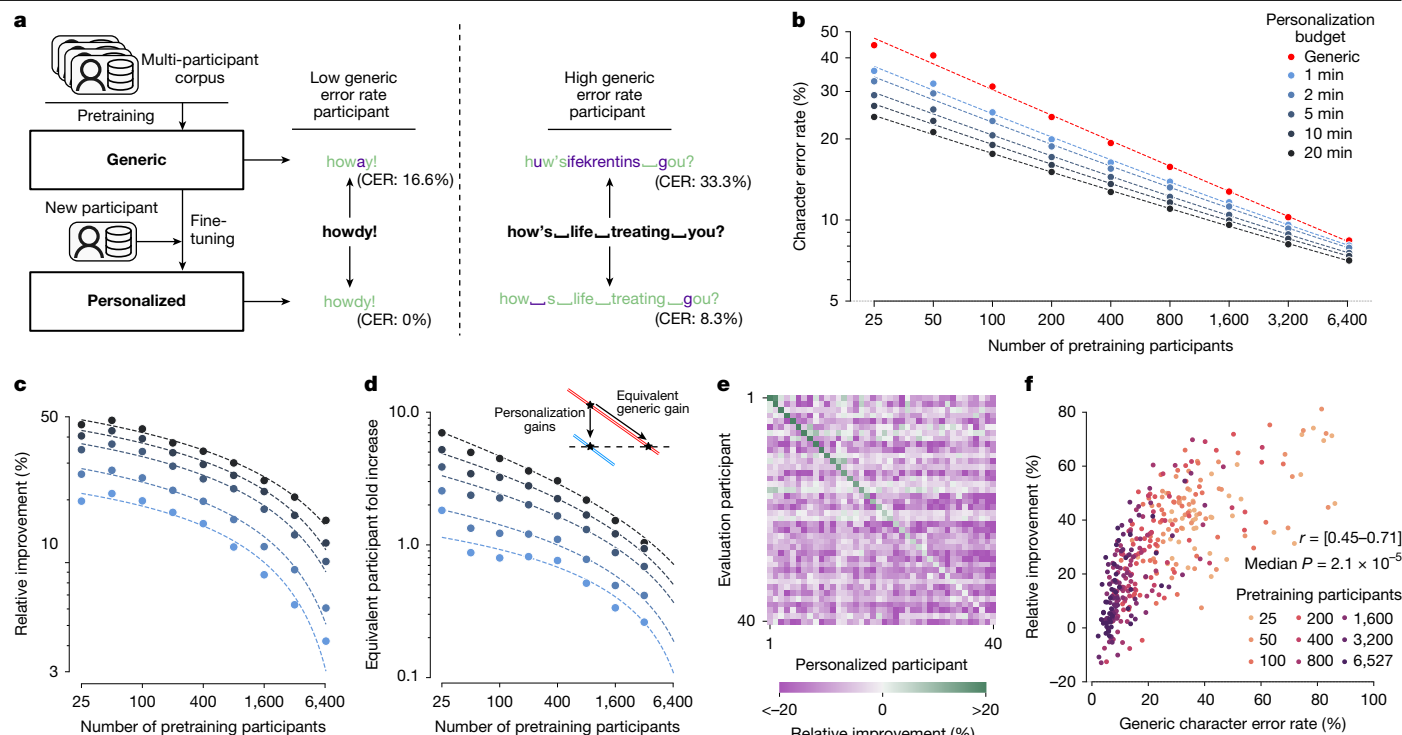 a
Multi-participant
corpus
Pretraining
Generic
New participant
Fine-
tuning
Personalized
Low generic
error rate
participant
howay!
(CER: 16.6%)
howdy!
howdy!
(CER: 0%)
High generic
error rate
participant
huw'sifekrentins⎵gou?
(CER: 33.3%)
how's⎵life⎵treating⎵you?
how⎵s⎵life⎵treating⎵gou?
(CER: 8.3%)
b
Character error rate (%)
50
40
30
20
10
5
25 50 100 200 400 800 1,600 3,200 6,400
Number of pretraining participants
Personalization
budget
Generic
1 min
2 min
5 min
10 min
20 min
c
Relative improvement (%)
50
10
3
25 100 400 1,600 6,400
Number of pretraining participants
d
Equivalent participant fold increase
10.0
1.0
0.1
25 100 400 1,600 6,400
Number of pretraining participants
Personalization
gains
Equivalent
generic gain
e
Evaluation participant
1
40
1 40
Personalized participant
<–20 0 >20
Relative improvement (%)
f
Relative improvement (%)
80
60
40
20
0
–20
0 20 40 60 80 100
Generic character error rate (%)
r = [0.45–0.71]
Median P = 2.1 × 10⁻⁵
Pretraining participants
25 200 1,600
50 400 3,200
100 800 6,527